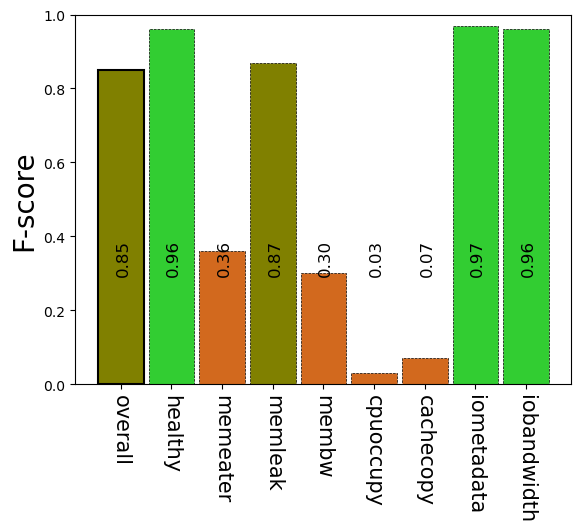 F-score
1.0
0.8
0.6
0.4
0.2
0.0
0.85
0.96
0.36
0.87
0.30
0.03
0.07
0.97
0.96
overall
healthy
memeater
memleak
membw
cpuoccupy
cachecopy
iometadata
iobandwidth